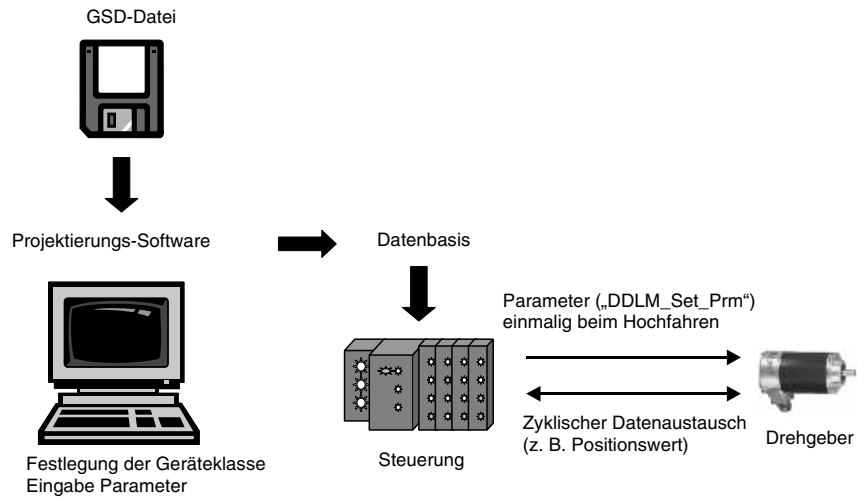 GSD-Datei
Projektierungs-Software
Datenbasis
Parameter („DDLM_Set_Prm“)
einmalig beim Hochfahren
Zyklischer Datenaustausch
(z. B. Positionswert)
Drehgeber
Steuerung
Festlegung der Geräteklasse
Eingabe Parameter